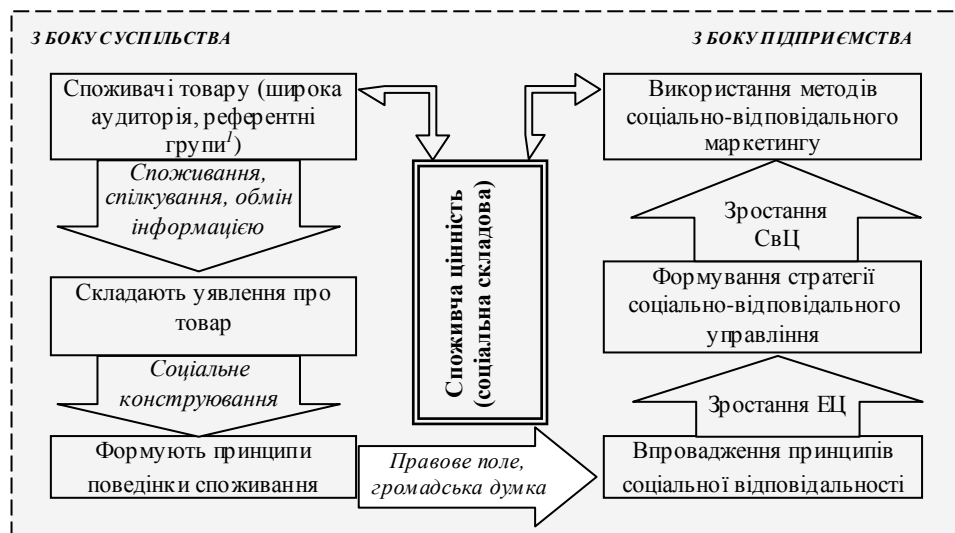 З БОКУ СУСПІЛЬСТВА
Споживачі товару (широка
аудиторія, референтні
групи¹)
Споживання,
спілкування, обмін
інформацією
Складають уявлення про
товар
Соціальне
конструювання
Формують принципи
поведінки споживання
Споживча цінність
(соціальна складова)
Правове поле,
громадська думка
З БОКУ ПІДПРИЄМСТВА
Використання методів
соціально-відповідального
маркетингу
Зростання
СвЦ
Формування стратегії
соціально-відповідального
управління
Зростання ЕЦ
Впровадження принципів
соціальної відповідальності